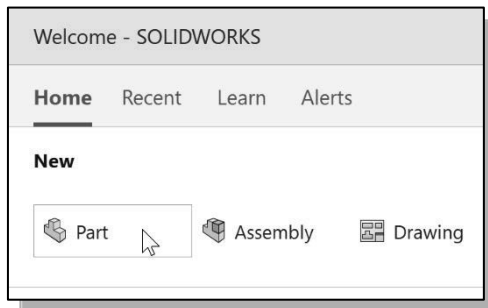 Welcome - SOLIDWORKS
Home Recent Learn Alerts
New
Part Assembly Drawing